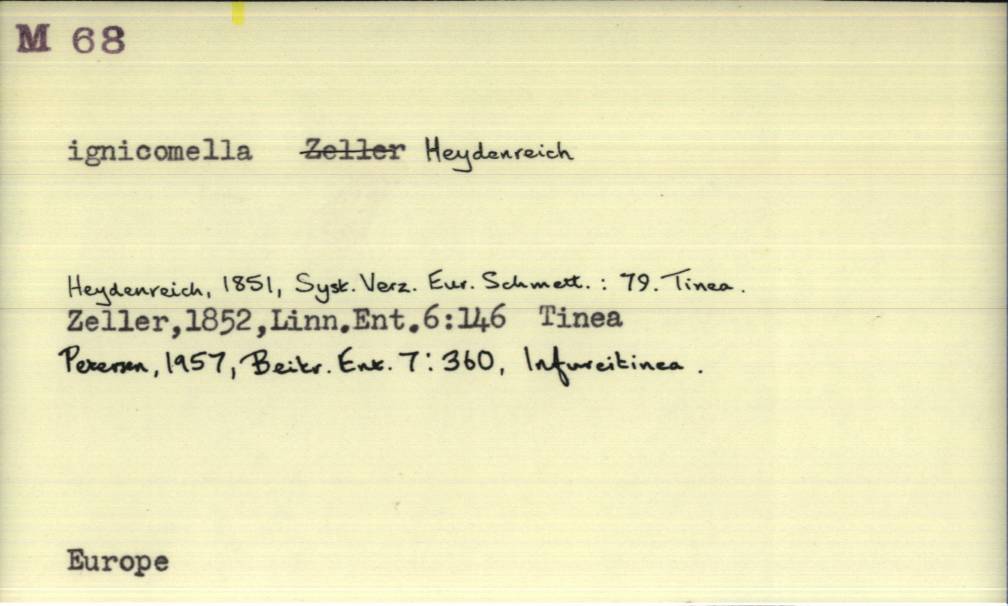 M 68
ignicomella Zeller Heydenreich
Heydenreich, 1851, Syst. Verz. Eur. Schmett. : 79. Tinea.
Zeller,1852,Linn.Ent.6:146 Tinea
Petersen, 1957, Beitr. Ent. 7: 360, Infurcitinea.
Europe